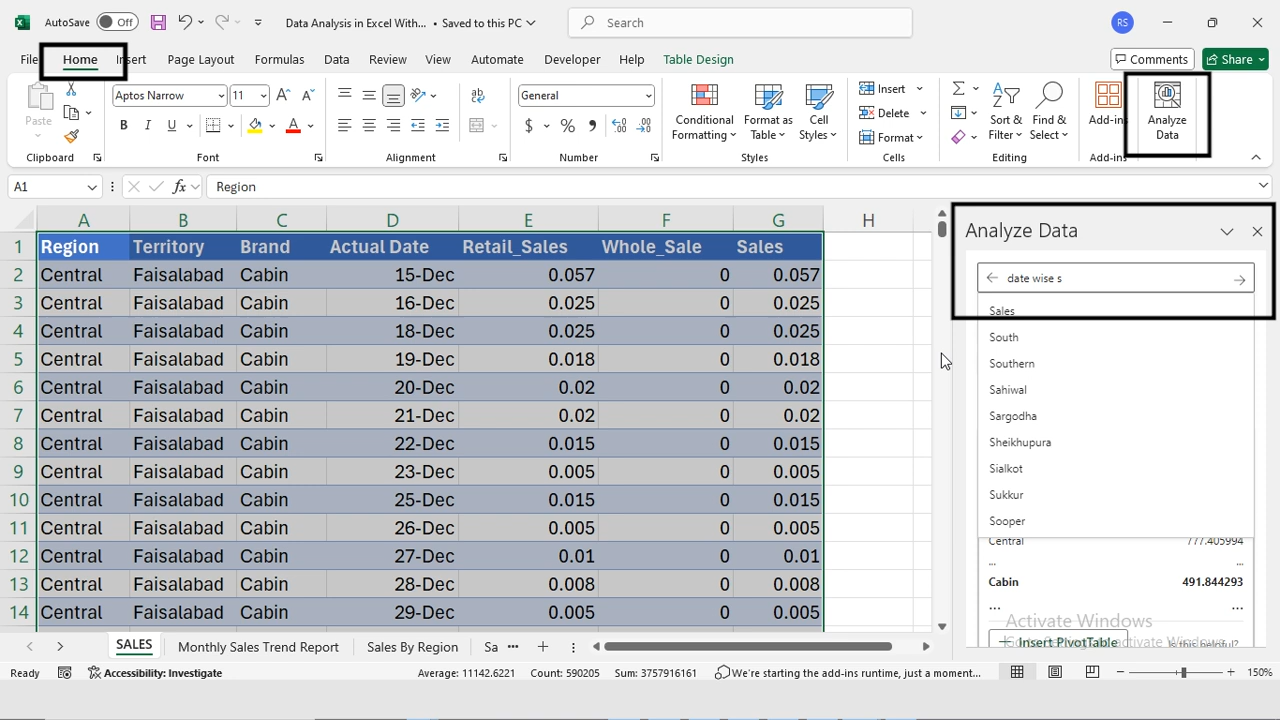 AutoSave Off Data Analysis in Excel With... • Saved to this PC Search RS
File Home Insert Page Layout Formulas Data Review View Automate Developer Help Table Design Comments Share
Paste Aptos Narrow 11 General Conditional Formatting Format as Table Cell Styles Insert Delete Format Sort & Filter Find & Select Add-ins Analyze Data
B I U A $ %
Clipboard Font Alignment Number Styles Cells Editing Add-ins
A1 fx Region
A B C D E F G H
1 Region Territory Brand Actual Date Retail_Sales Whole_Sale Sales
2 Central Faisalabad Cabin 15-Dec 0.057 0 0.057
3 Central Faisalabad Cabin 16-Dec 0.025 0 0.025
4 Central Faisalabad Cabin 18-Dec 0.025 0 0.025
5 Central Faisalabad Cabin 19-Dec 0.018 0 0.018
6 Central Faisalabad Cabin 20-Dec 0.02 0 0.02
7 Central Faisalabad Cabin 21-Dec 0.02 0 0.02
8 Central Faisalabad Cabin 22-Dec 0.015 0 0.015
9 Central Faisalabad Cabin 23-Dec 0.005 0 0.005
10 Central Faisalabad Cabin 25-Dec 0.015 0 0.015
11 Central Faisalabad Cabin 26-Dec 0.005 0 0.005
12 Central Faisalabad Cabin 27-Dec 0.01 0 0.01
13 Central Faisalabad Cabin 28-Dec 0.008 0 0.008
14 Central Faisalabad Cabin 29-Dec 0.005 0 0.005
Analyze Data
date wise s
Sales
South
Southern
Sahiwal
Sargodha
Sheikhupura
Sialkot
Sukkur
Sooper
Central 777.405994
... ...
Cabin 491.844293
... ...
Activate Windows
Insert PivotTable
Is this helpful?
SALES Monthly Sales Trend Report Sales By Region Sa ...
Ready Accessibility: Investigate Average: 11142.6221 Count: 590205 Sum: 3757916161 We're starting the add-ins runtime, just a moment... 150%